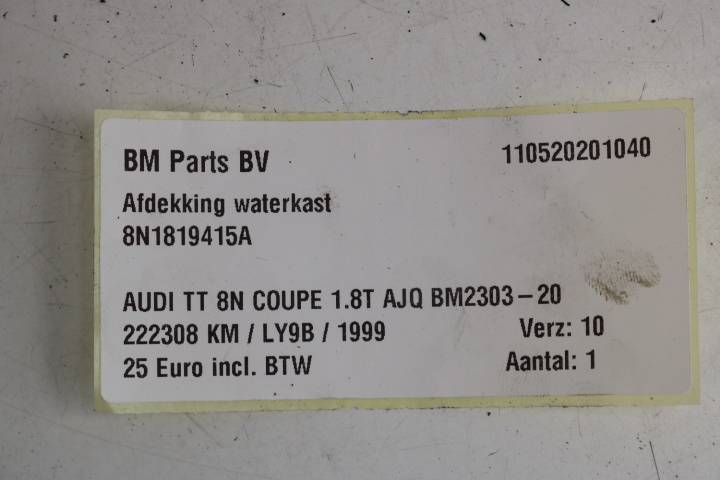 BM Parts BV 110520201040
Afdekking waterkast
8N1819415A
AUDI TT 8N COUPE 1.8T AJQ BM2303-20
222308 KM / LY9B / 1999 Verz: 10
25 Euro incl. BTW Aantal: 1